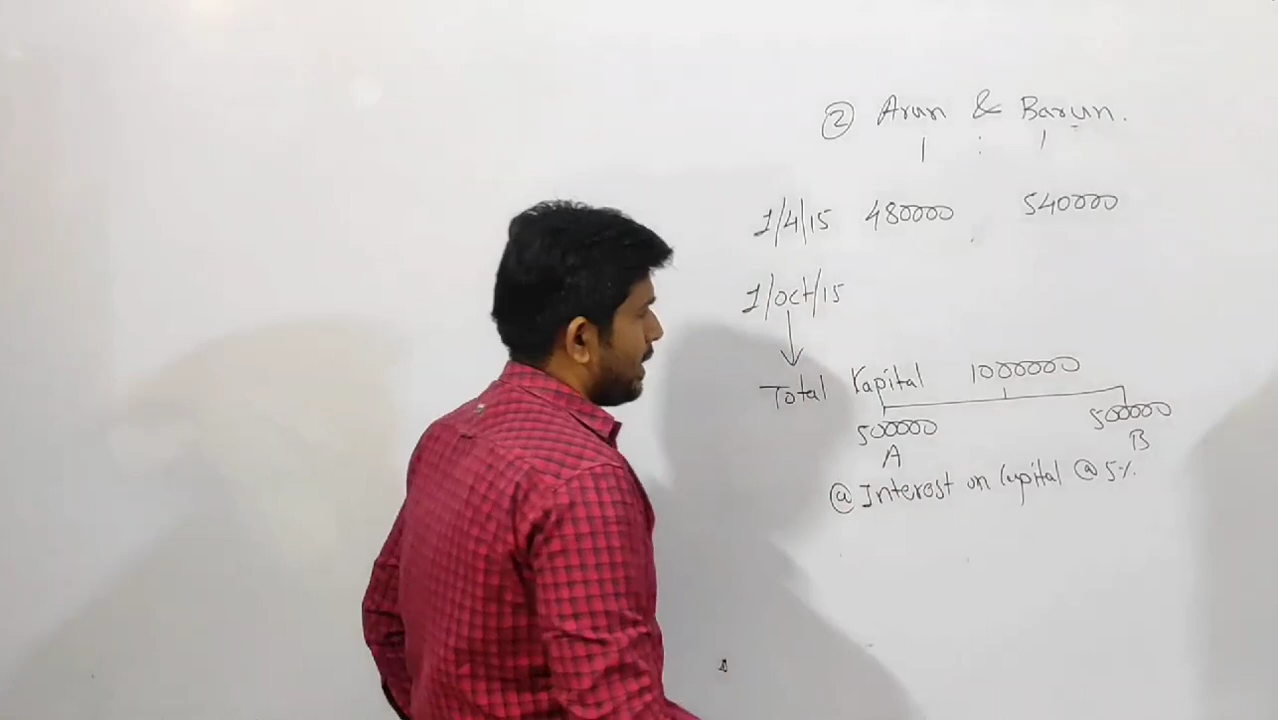 ② Arun & Barun.
1 : 1
1/4/15 480000 540000
1/oct/15
Total Kapital 1000000
500000 500000
A B
@ Interest on Capital @ 5%